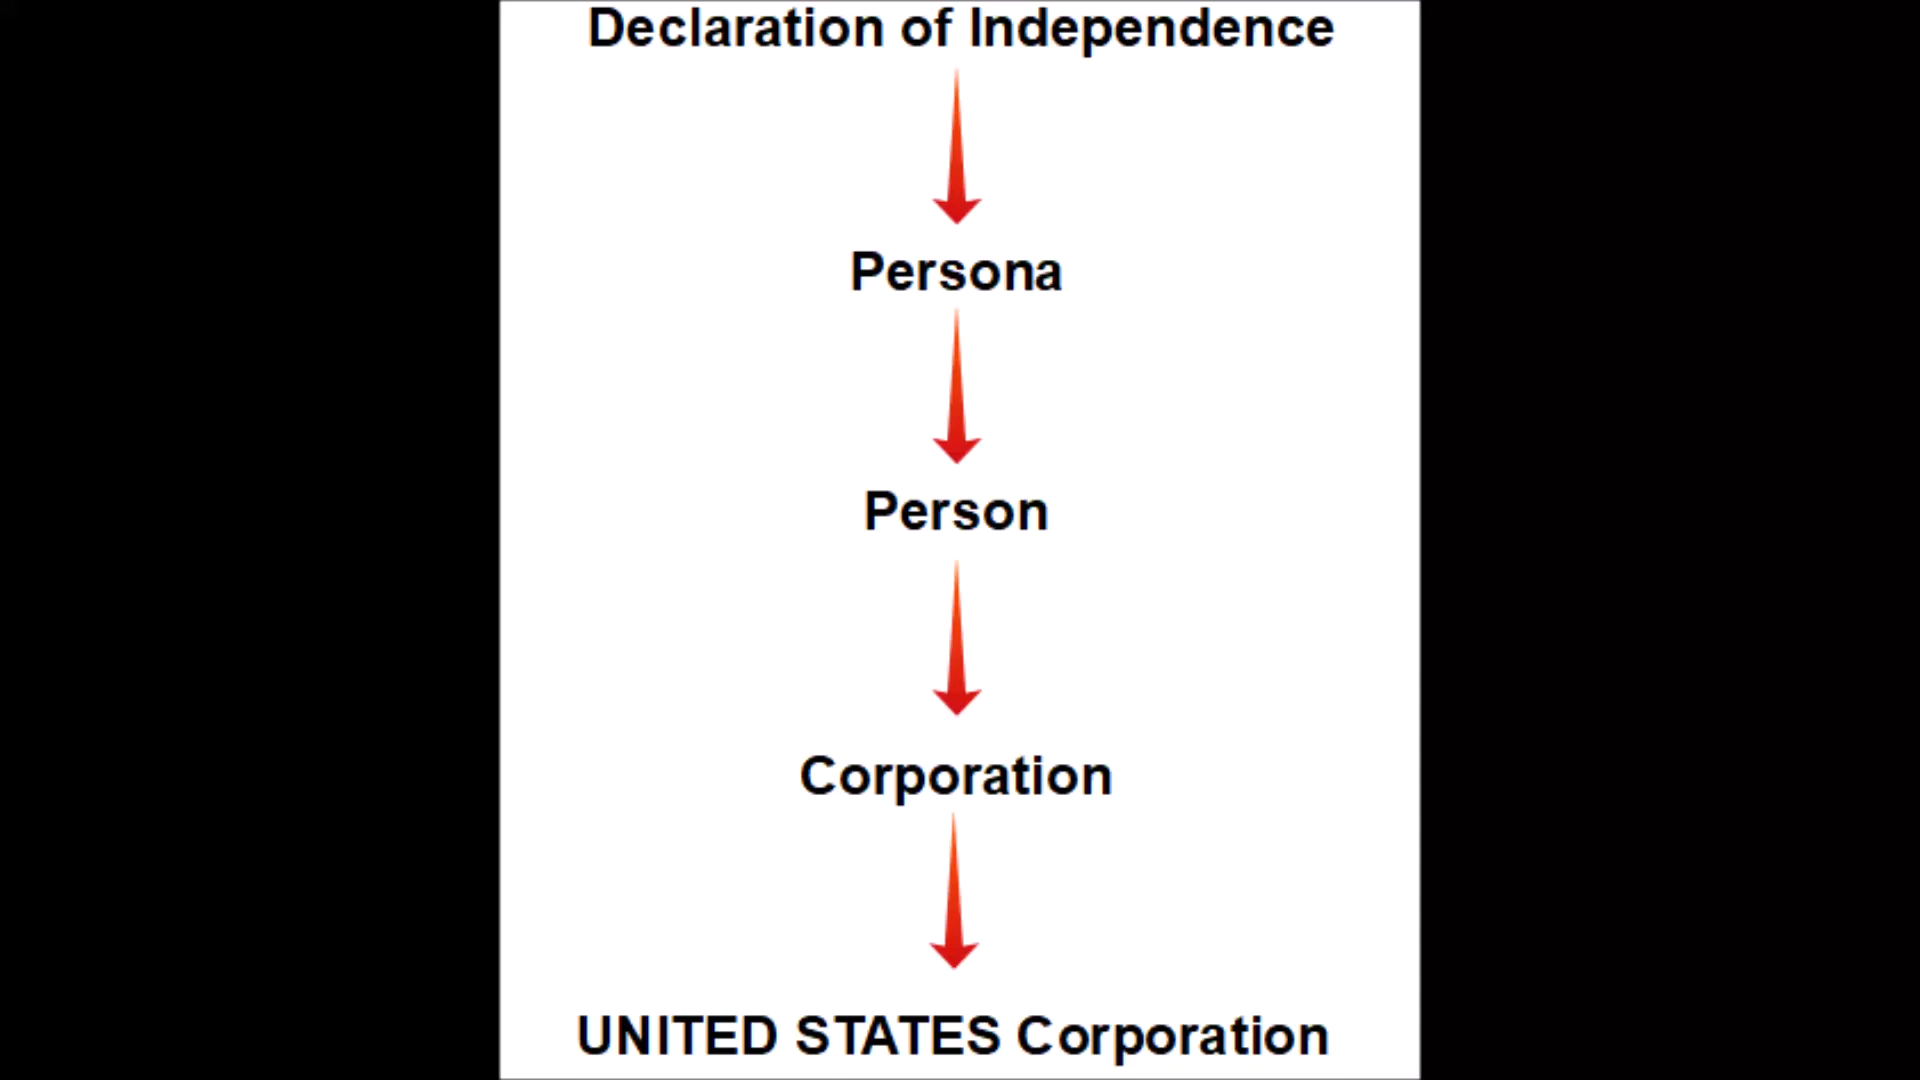 Declaration of Independence
Persona
Person
Corporation
UNITED STATES Corporation